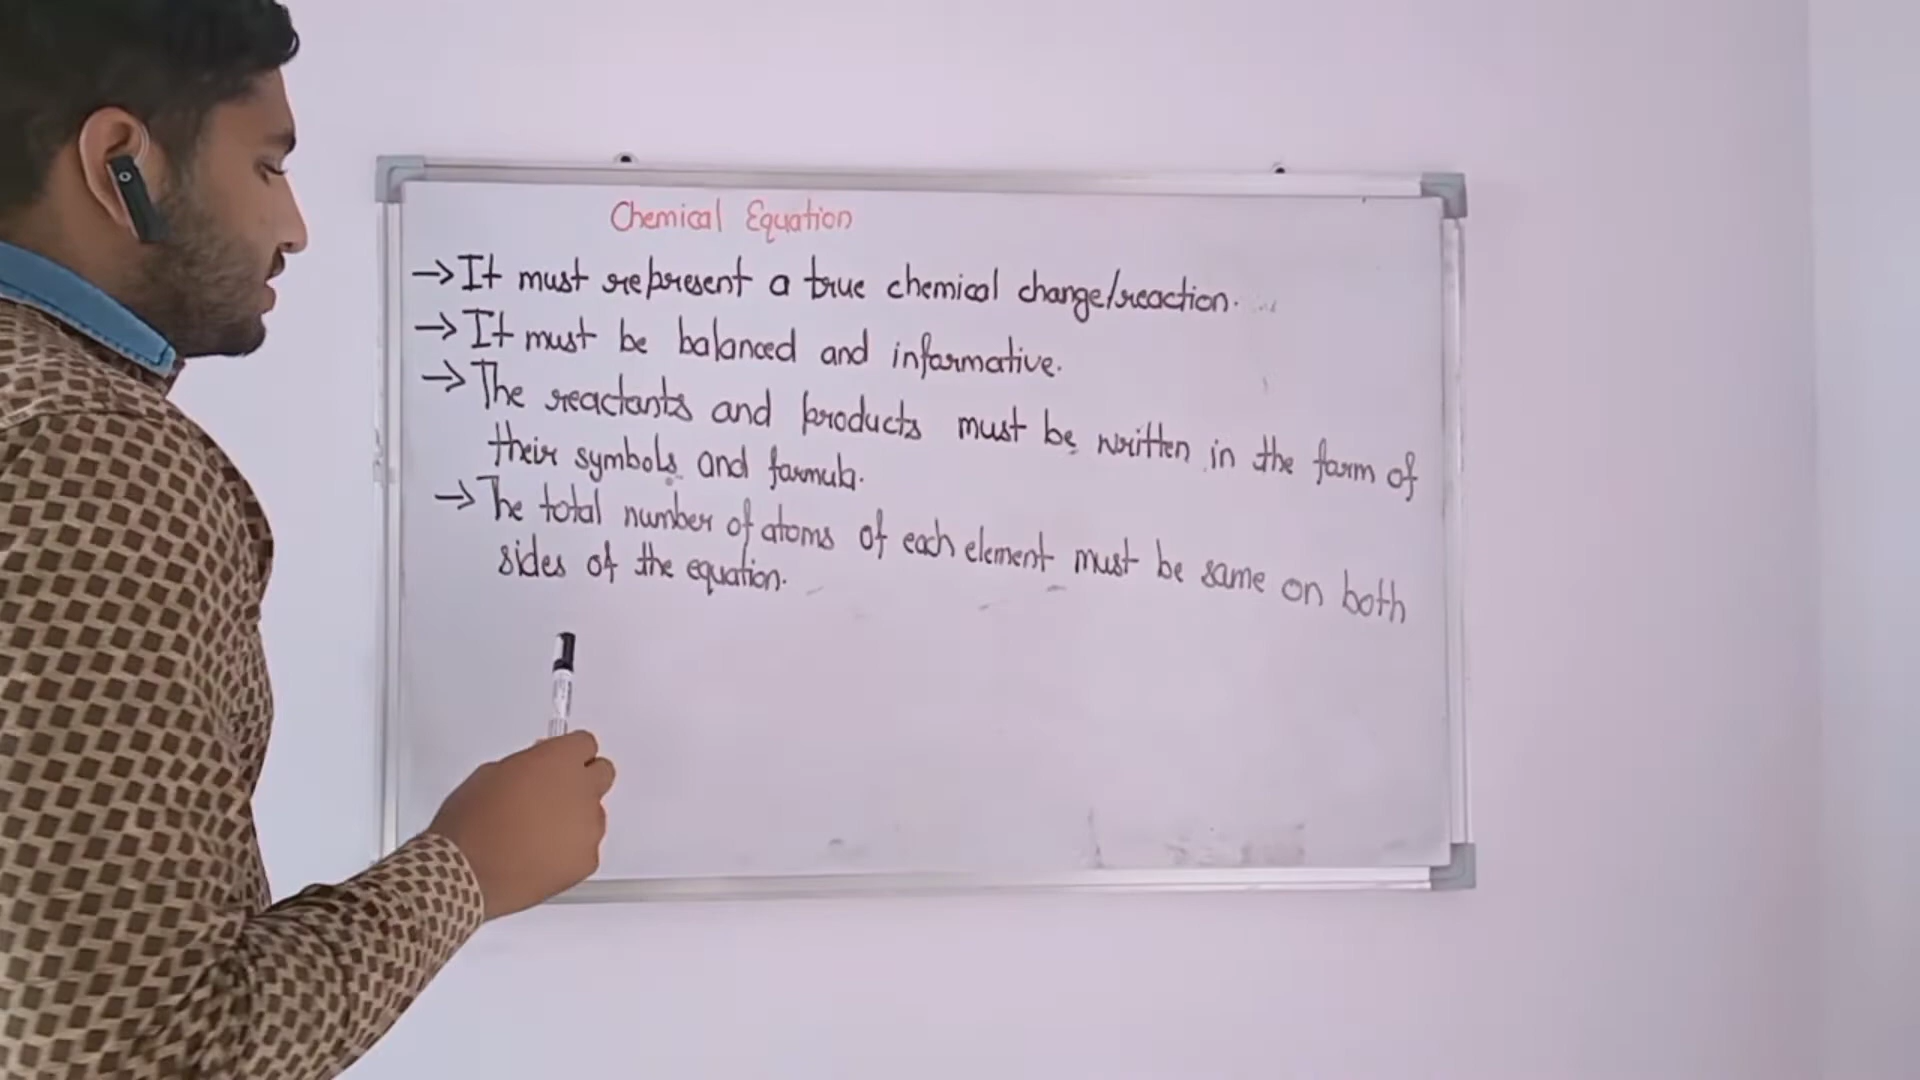 Chemical Equation
→It must represent a true chemical change/reaction.
→It must be balanced and informative.
→The reactants and products must be written in the form of
their symbols and formula.
→The total number of atoms of each element must be same on both
sides of the equation.